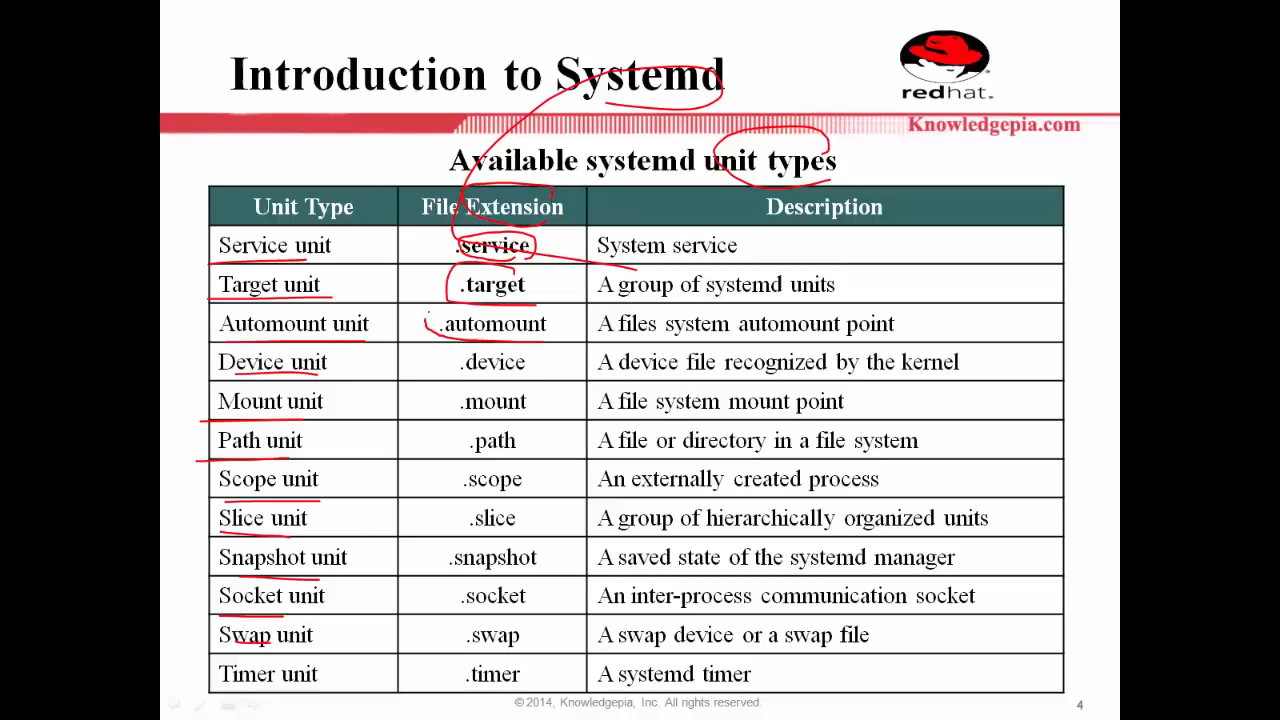 Introduction to Systemd
redhat.
Knowledgepia.com
Available systemd unit types
Unit Type File Extension Description
Service unit .service System service
Target unit .target A group of systemd units
Automount unit .automount A files system automount point
Device unit .device A device file recognized by the kernel
Mount unit .mount A file system mount point
Path unit .path A file or directory in a file system
Scope unit .scope An externally created process
Slice unit .slice A group of hierarchically organized units
Snapshot unit .snapshot A saved state of the systemd manager
Socket unit .socket An inter-process communication socket
Swap unit .swap A swap device or a swap file
Timer unit .timer A systemd timer
© 2014, Knowledgepia, Inc. All rights reserved. 4